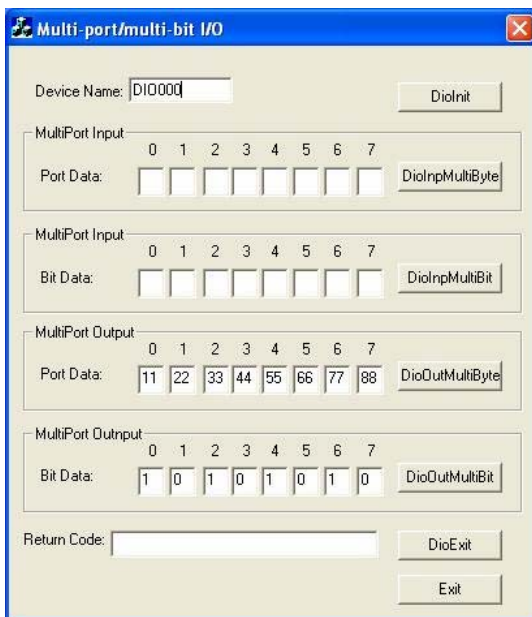 Multi-port/multi-bit I/O
Device Name: DIO000 DioInit
MultiPort Input
0 1 2 3 4 5 6 7
Port Data: DioInpMultiByte
MultiPort Input
0 1 2 3 4 5 6 7
Bit Data: DioInpMultiBit
MultiPort Output
0 1 2 3 4 5 6 7
Port Data: 11 22 33 44 55 66 77 88 DioOutMultiByte
MultiPort Outnput
0 1 2 3 4 5 6 7
Bit Data: 1 0 1 0 1 0 1 0 DioOutMultiBit
Return Code: DioExit
Exit